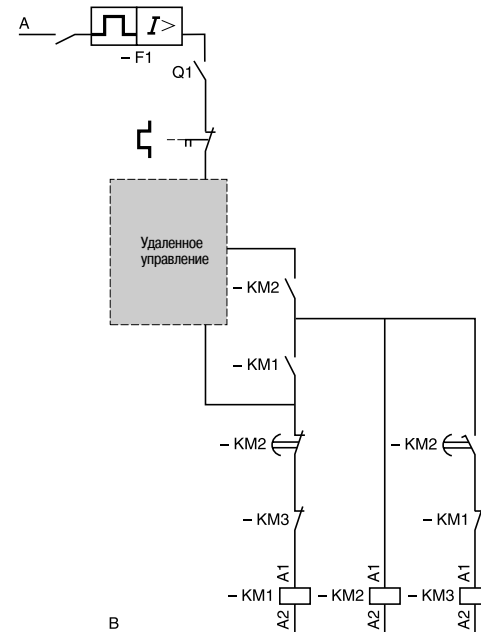 A
I>
– F1
Q1
Удаленное
управление
– KM2
– KM1
– KM2
– KM2
– KM3
– KM1
A1
A1
A1
– KM1
– KM2
– KM3
A2
A2
A2
B